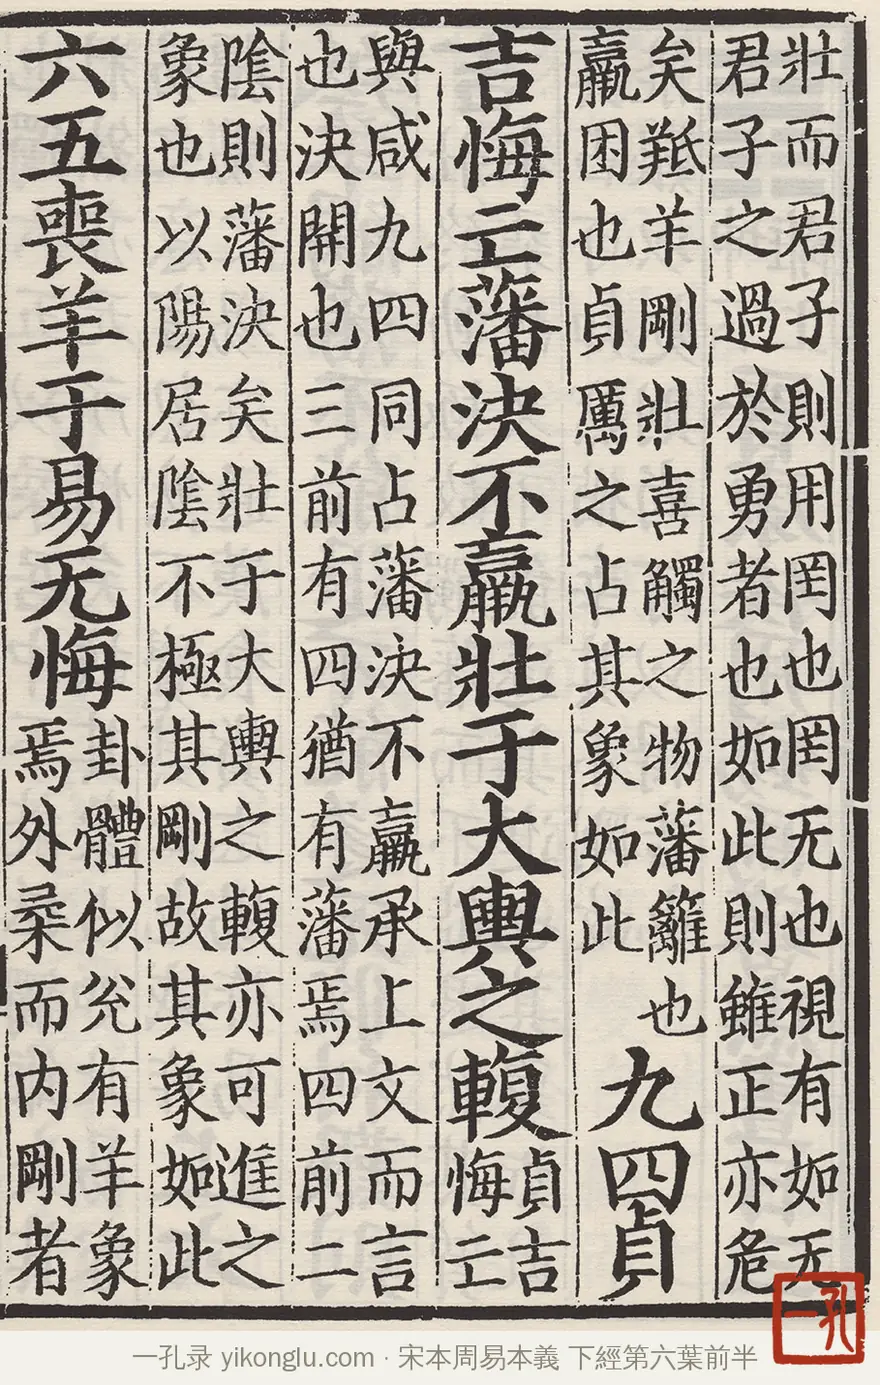 壯而君子則用罔也罔无也視有如无
君子之過於勇者也如此則雖正亦危
矣羝羊剛壯喜觸之物藩籬也
羸困也貞厲之占其象如此
九四貞
吉悔亡藩決不羸壯于大輿之輹
貞吉
悔亡
與咸九四同占藩決不羸承上文而言
也決開也三前有四猶有藩焉四前二
陰則藩決矣壯于大輿之輹亦可進之
象也以陽居陰不極其剛故其象如此
六五喪羊于易无悔
卦體似兊有羊象
焉外柔而内剛者
一孔
一孔录 yikonglu.com · 宋本周易本義 下經第六葉前半